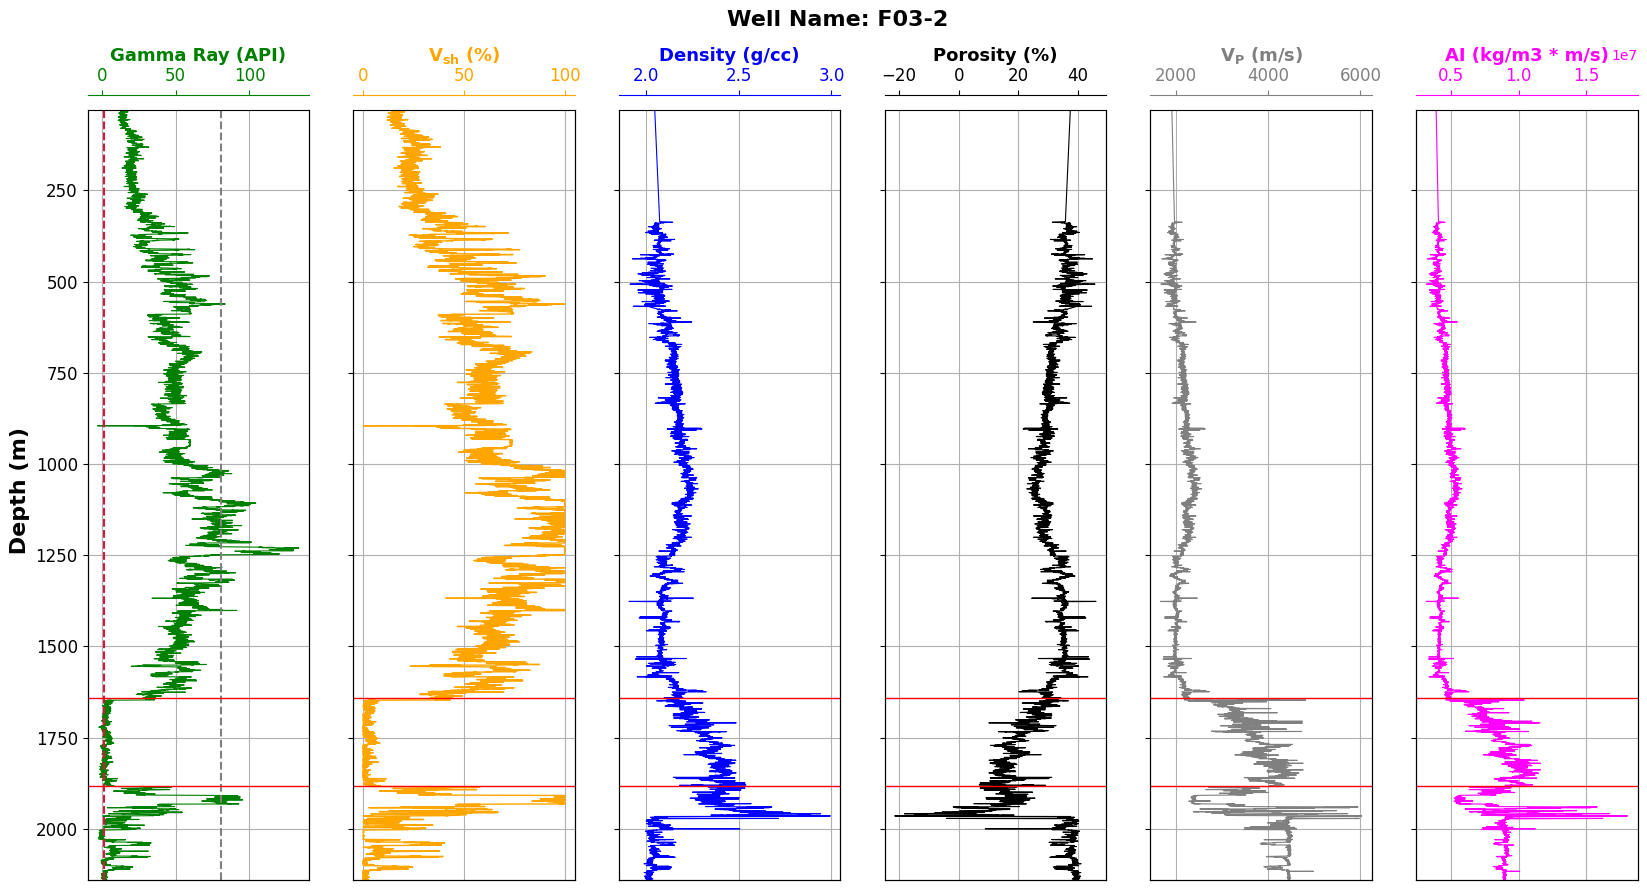 Well Name: F03-2
Gamma Ray (API) V_sh (%) Density (g/cc) Porosity (%) V_P (m/s) AI (kg/m3 * m/s) 1e7
0 50 100 0 50 100 2.0 2.5 3.0 −20 0 20 40 2000 4000 6000 0.5 1.0 1.5
250
500
750
1000
1250
1500
1750
2000
Depth (m)